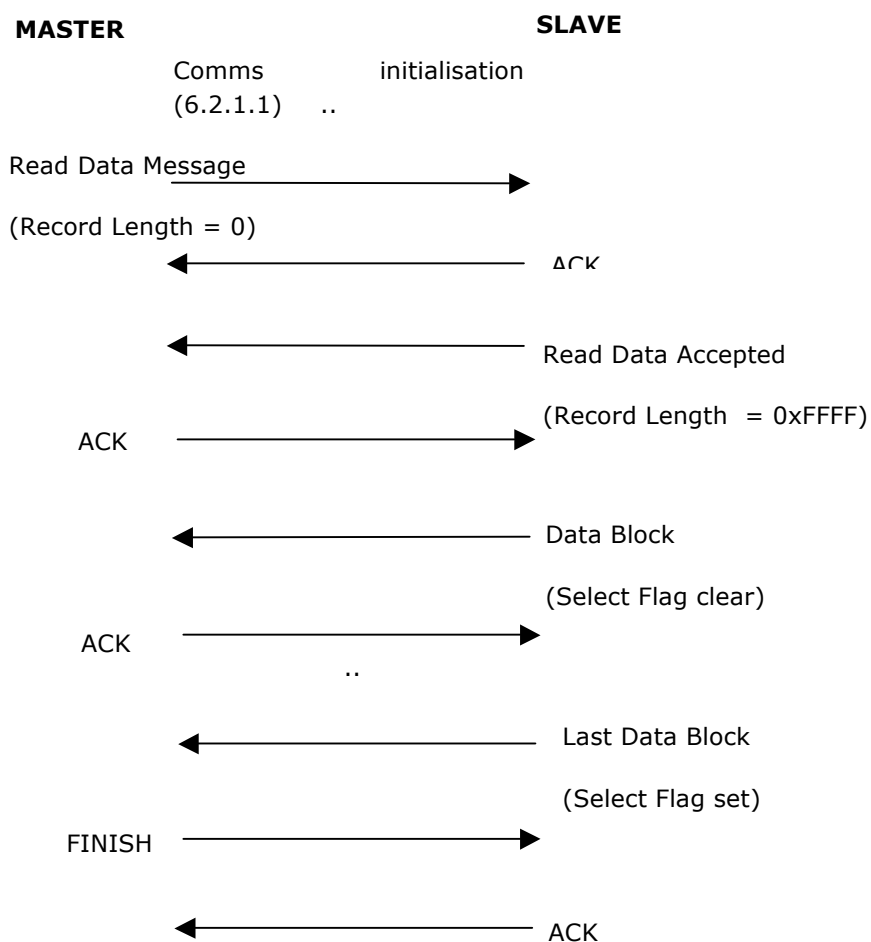 MASTER
SLAVE
Comms initialisation
(6.2.1.1) ..
Read Data Message
(Record Length = 0)
ACK
Read Data Accepted
(Record Length = 0xFFFF)
ACK
Data Block
(Select Flag clear)
ACK
..
Last Data Block
(Select Flag set)
FINISH
ACK